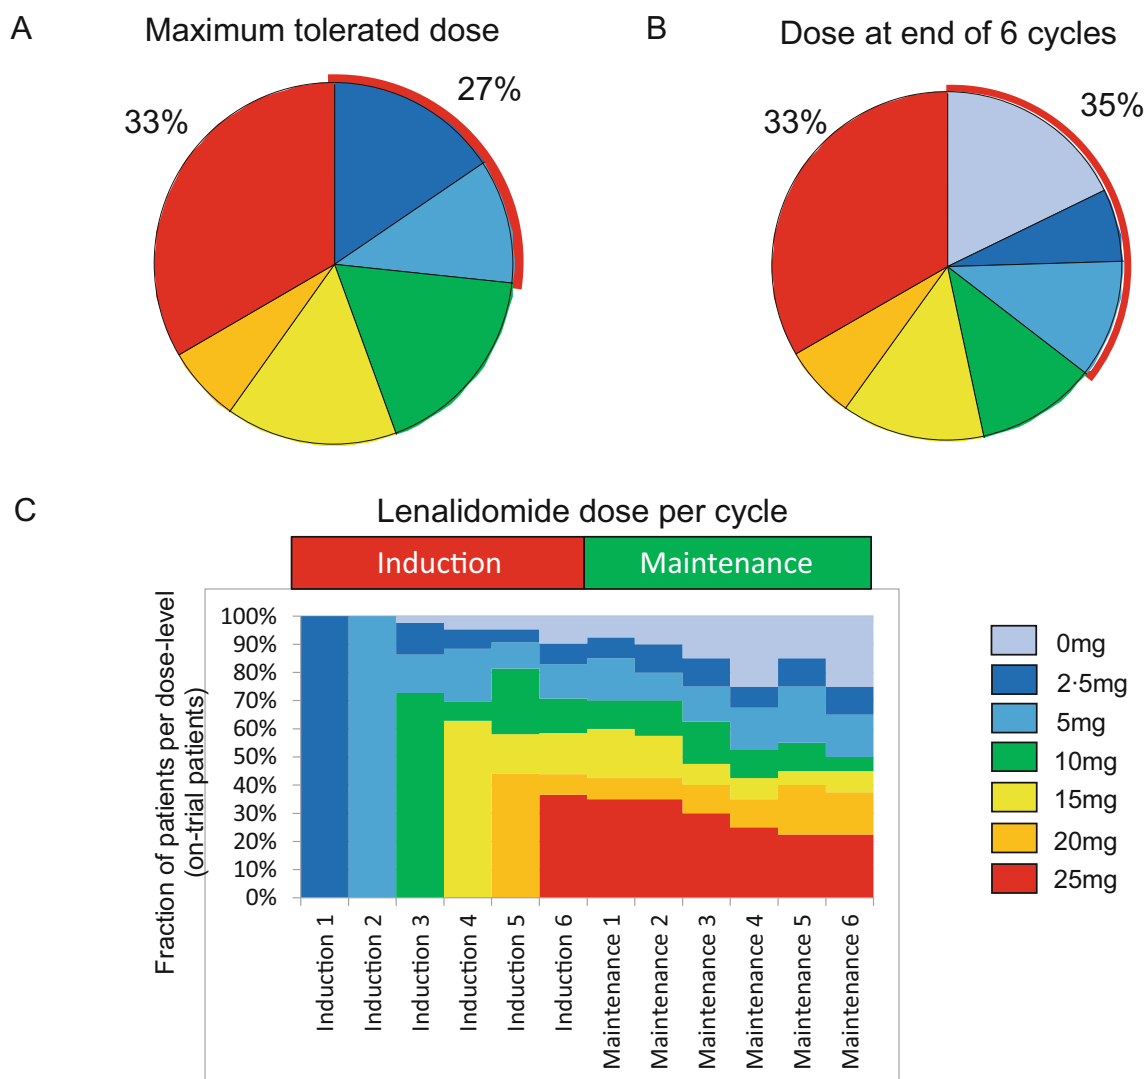 A
Maximum tolerated dose
27%
33%
B
Dose at end of 6 cycles
35%
33%
C
Lenalidomide dose per cycle
Induction
Maintenance
Fraction of patients per dose-level
(on-trial patients)
100%
90%
80%
70%
60%
50%
40%
30%
20%
10%
0%
Induction 1
Induction 2
Induction 3
Induction 4
Induction 5
Induction 6
Maintenance 1
Maintenance 2
Maintenance 3
Maintenance 4
Maintenance 5
Maintenance 6
0mg
2·5mg
5mg
10mg
15mg
20mg
25mg